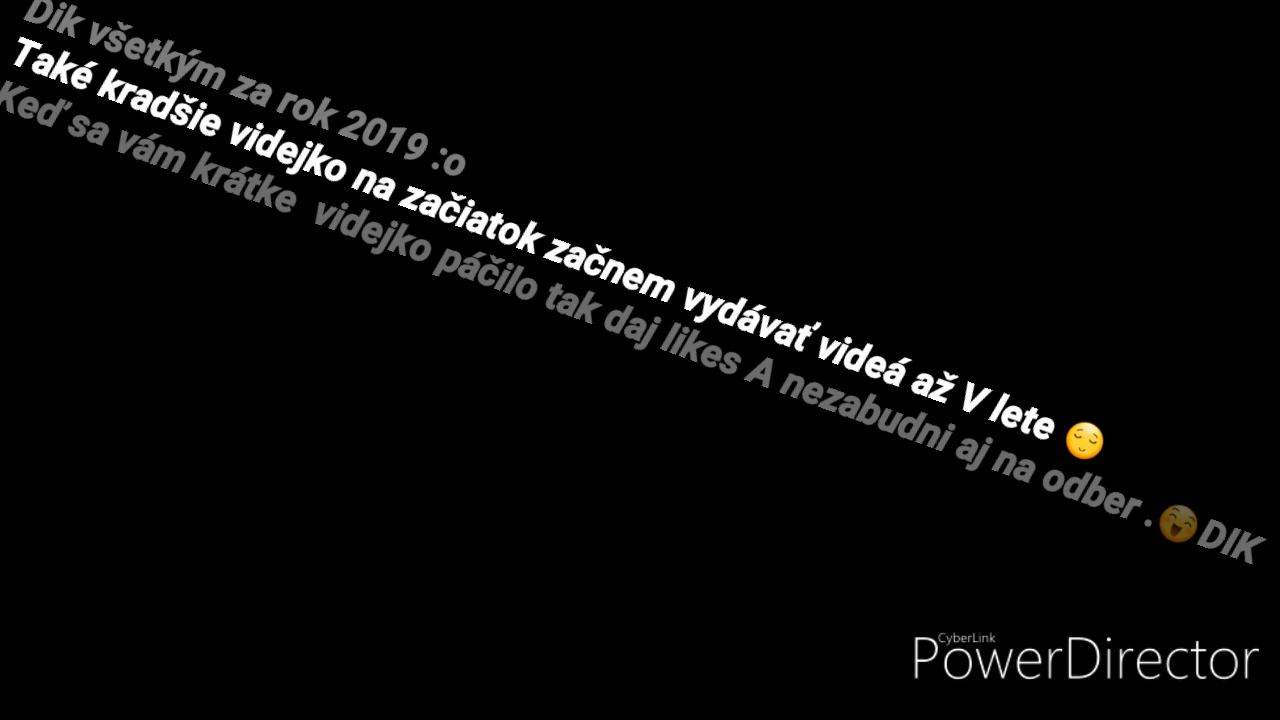 Dik všetkým za rok 2019 :o
Také kradšie videjko na začiatok začnem vydávať videá až V lete 😌
Keď sa vám krátke videjko páčilo tak daj likes A nezabudni aj na odber .😄DIK
CyberLink
PowerDirector